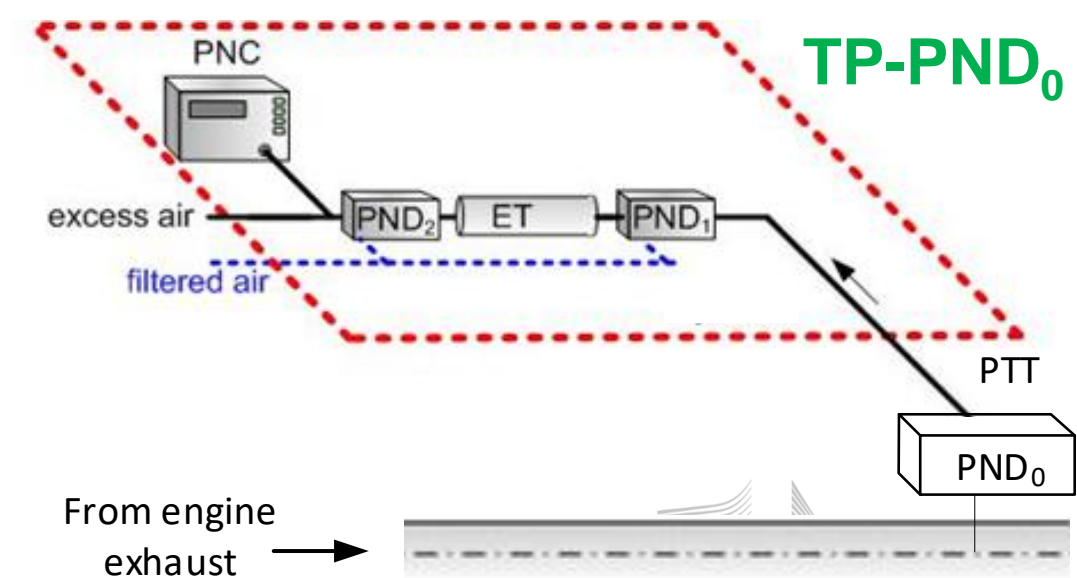 TP-PND₀
PNC
excess air
PND₂
ET
PND₁
filtered air
PTT
PND₀
From engine
exhaust